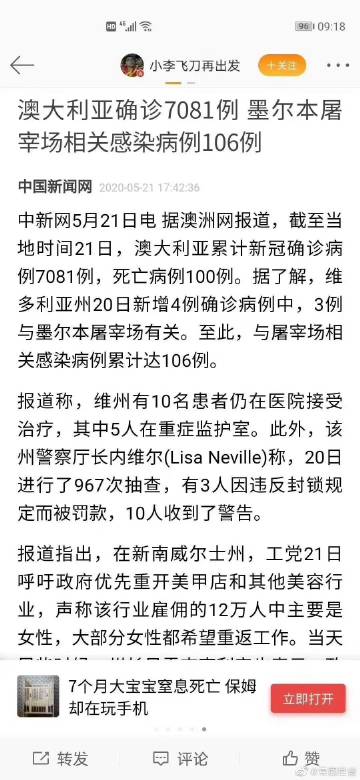 HD 4G 96 09:18
小李飞刀再出发 +关注
澳大利亚确诊7081例 墨尔本屠
宰场相关感染病例106例
中国新闻网 2020-05-21 17:42:36
中新网5月21日电 据澳洲网报道，截至当
地时间21日，澳大利亚累计新冠确诊病
例7081例，死亡病例100例。据了解，维
多利亚州20日新增4例确诊病例中，3例
与墨尔本屠宰场有关。至此，与屠宰场相
关感染病例累计达106例。
报道称，维州有10名患者仍在医院接受
治疗，其中5人在重症监护室。此外，该
州警察厅长内维尔(Lisa Neville)称，20日
进行了967次抽查，有3人因违反封锁规
定而被罚款，10人收到了警告。
报道指出，在新南威尔士州，工党21日
呼吁政府优先重开美甲店和其他美容行
业，声称该行业雇佣的12万人中主要是
女性，大部分女性都希望重返工作。当天
7个月大宝宝窒息死亡 保姆
却在玩手机
立即打开
转发 评论 赞